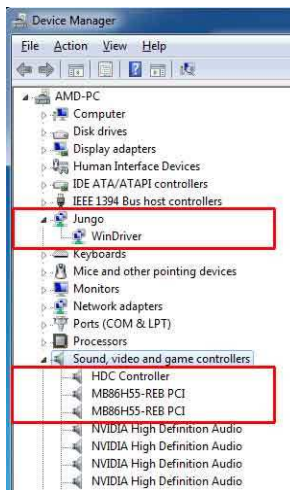 Device Manager
File Action View Help
AMD-PC
Computer
Disk drives
Display adapters
Human Interface Devices
IDE ATA/ATAPI controllers
IEEE 1394 Bus host controllers
Jungo
WinDriver
Keyboards
Mice and other pointing devices
Monitors
Network adapters
Ports (COM & LPT)
Processors
Sound, video and game controllers
HDC Controller
MB86H55-REB PCI
MB86H55-REB PCI
NVIDIA High Definition Audio
NVIDIA High Definition Audio
NVIDIA High Definition Audio
NVIDIA High Definition Audio